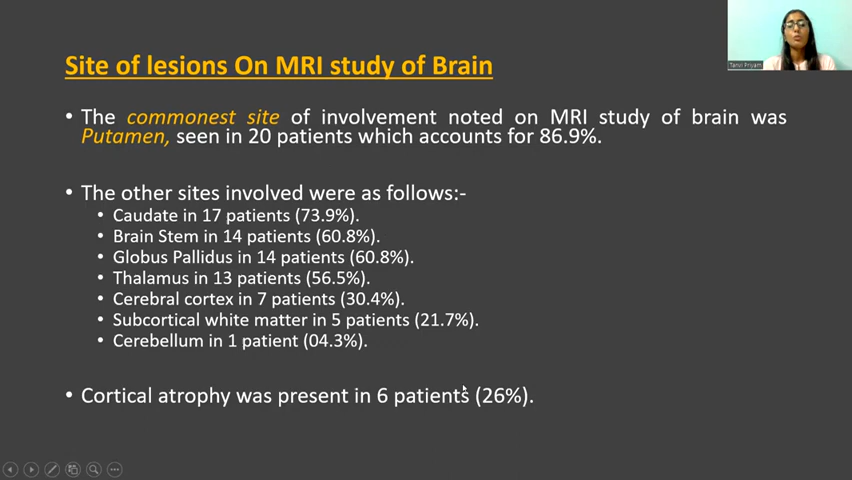 Site of lesions On MRI study of Brain
• The commonest site of involvement noted on MRI study of brain was
Putamen, seen in 20 patients which accounts for 86.9%.
• The other sites involved were as follows:-
• Caudate in 17 patients (73.9%).
• Brain Stem in 14 patients (60.8%).
• Globus Pallidus in 14 patients (60.8%).
• Thalamus in 13 patients (56.5%).
• Cerebral cortex in 7 patients (30.4%).
• Subcortical white matter in 5 patients (21.7%).
• Cerebellum in 1 patient (04.3%).
• Cortical atrophy was present in 6 patients (26%).
Tanvi Priyam